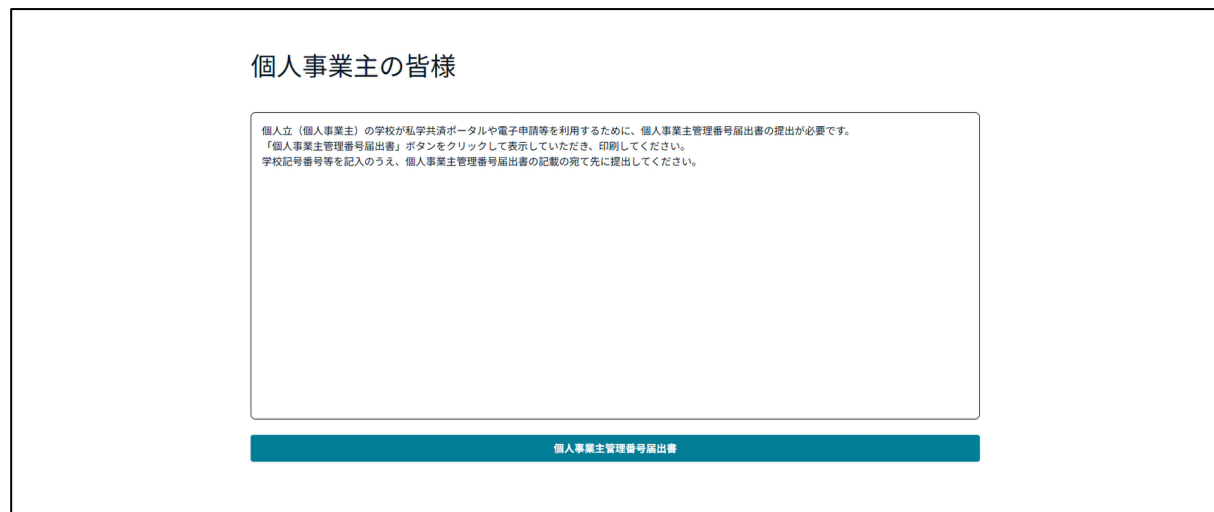 個人事業主の皆様
個人立（個人事業主）の学校が私学共済ポータルや電子申請等を利用するために、個人事業主管理番号届出書の提出が必要です。
「個人事業主管理番号届出書」ボタンをクリックして表示していただき、印刷してください。
学校記号番号等を記入のうえ、個人事業主管理番号届出書の記載の宛て先に提出してください。
個人事業主管理番号届出書